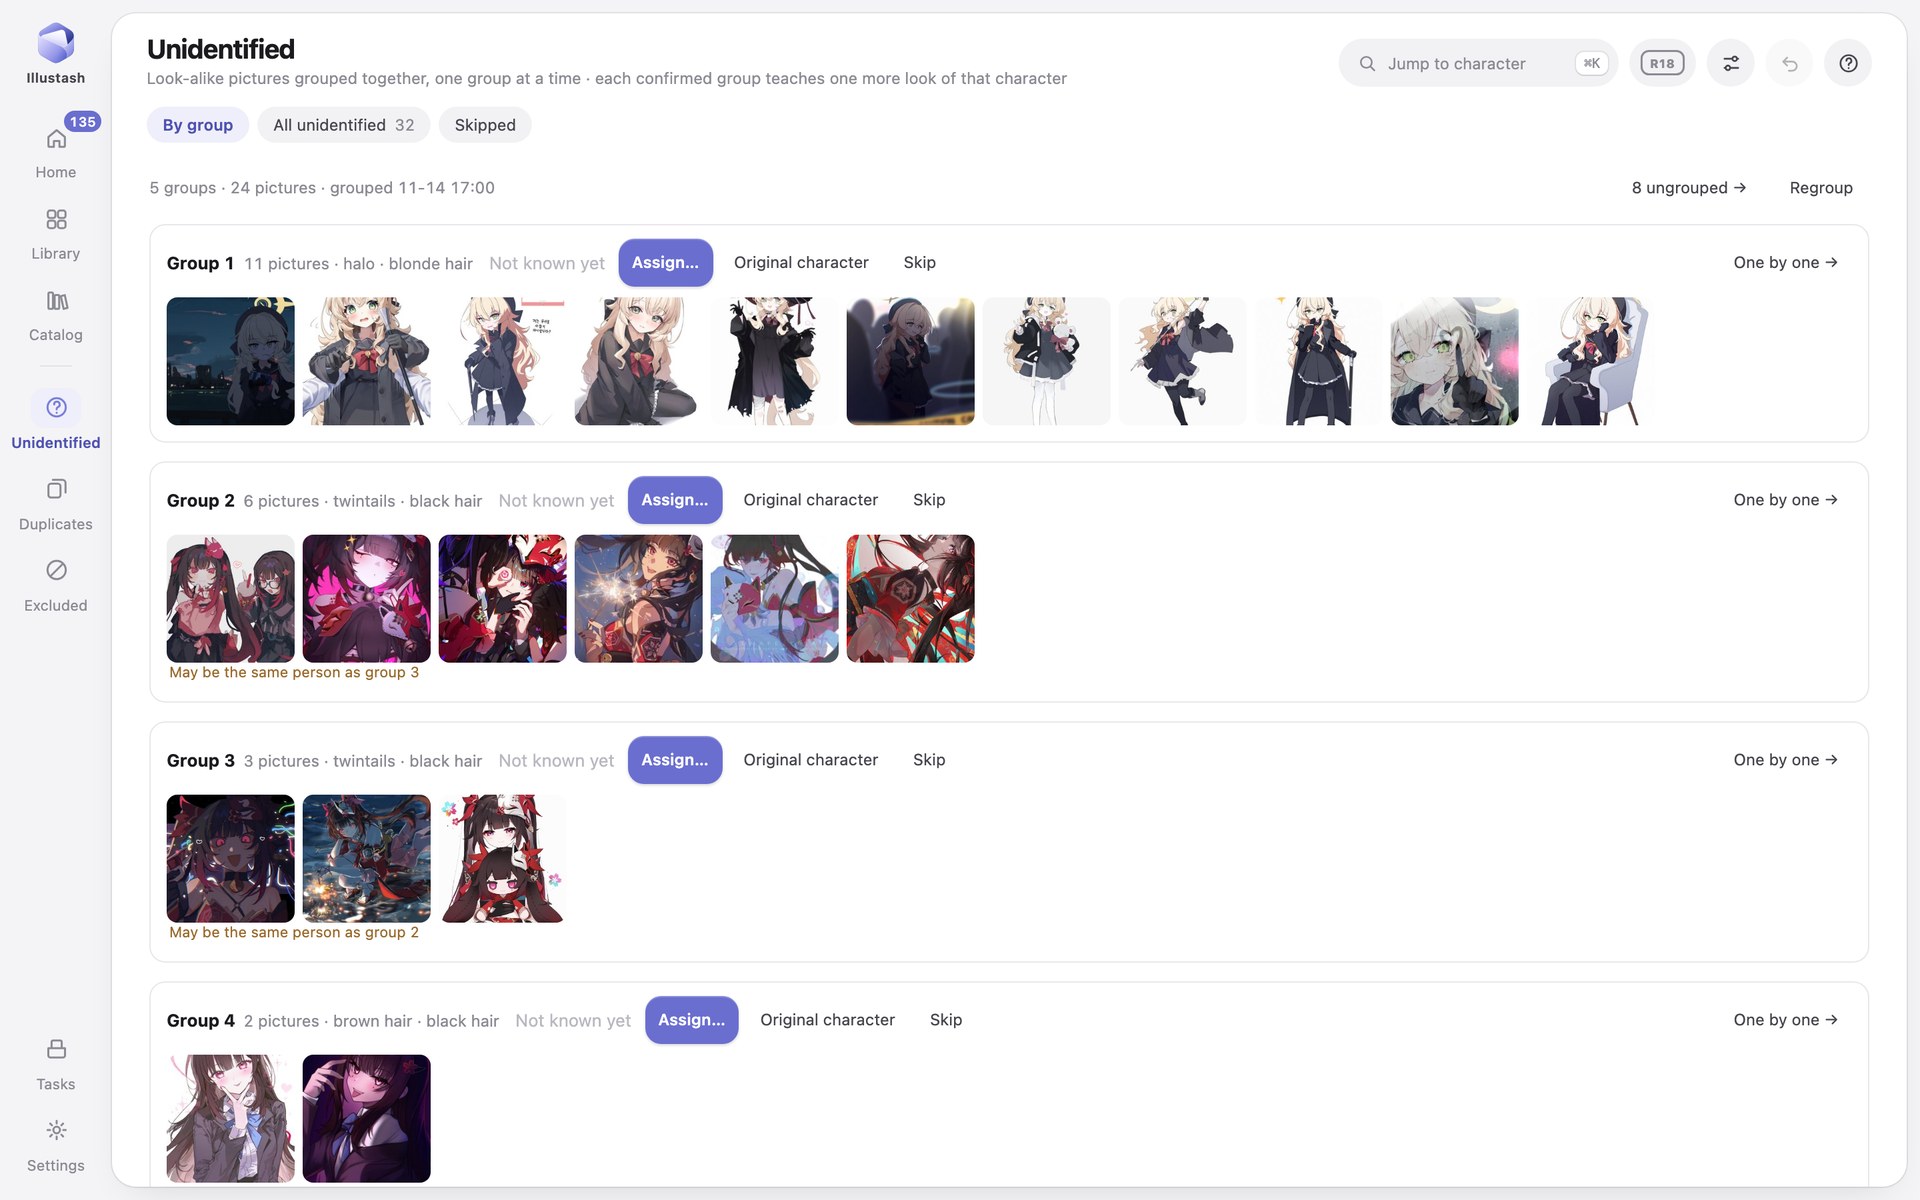 Illustash
135
Home
Library
Catalog
Unidentified
Duplicates
Excluded
Tasks
Settings
Unidentified
Look-alike pictures grouped together, one group at a time · each confirmed group teaches one more look of that character
Jump to character ⌘K
R18
By group
All unidentified 32
Skipped
5 groups · 24 pictures · grouped 11-14 17:00
8 ungrouped →
Regroup
Group 1 11 pictures · halo · blonde hair Not known yet Assign... Original character Skip One by one →
Group 2 6 pictures · twintails · black hair Not known yet Assign... Original character Skip One by one →
May be the same person as group 3
Group 3 3 pictures · twintails · black hair Not known yet Assign... Original character Skip One by one →
May be the same person as group 2
Group 4 2 pictures · brown hair · black hair Not known yet Assign... Original character Skip One by one →